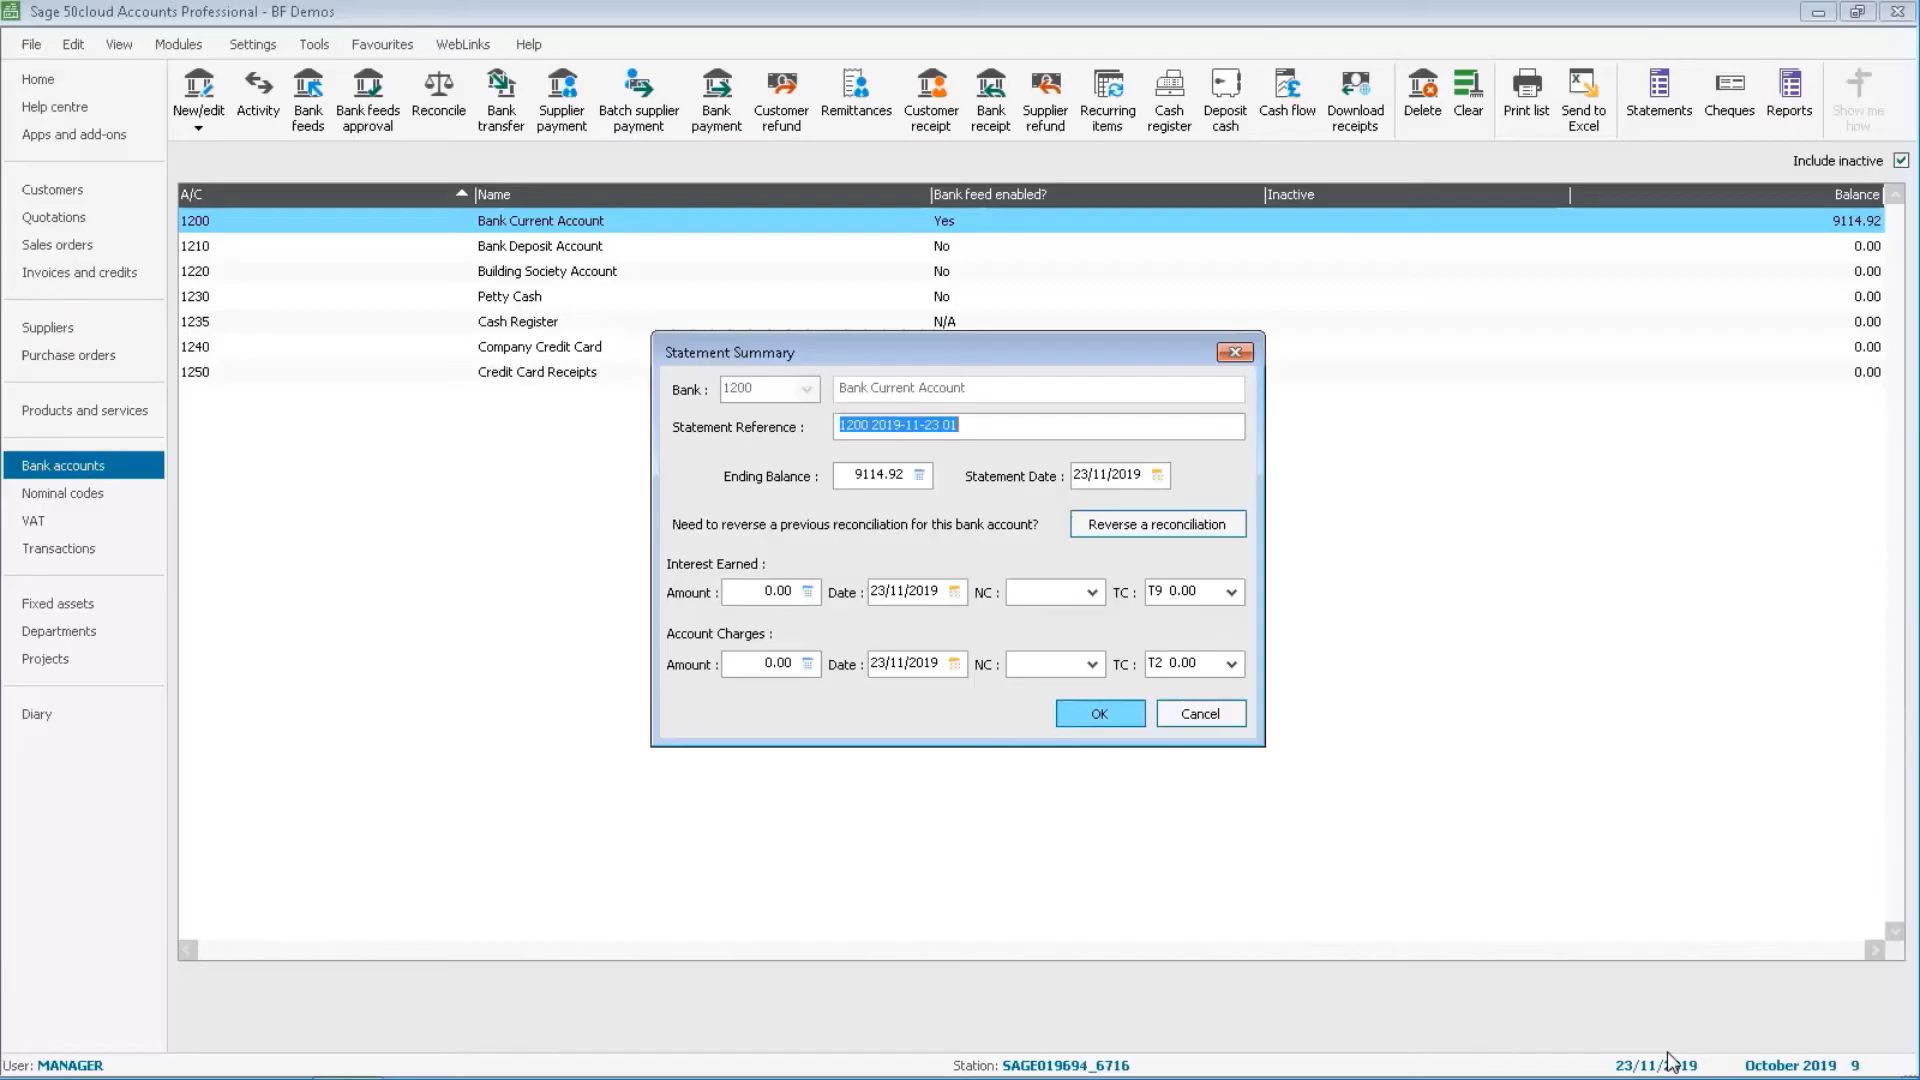 Sage 50cloud Accounts Professional - BF Demos
File Edit View Modules Settings Tools Favourites WebLinks Help
Home
Help centre
Apps and add-ons
Customers
Quotations
Sales orders
Invoices and credits
Suppliers
Purchase orders
Products and services
Bank accounts
Nominal codes
VAT
Transactions
Fixed assets
Departments
Projects
Diary
New/edit
Activity
Bank feeds
Bank feeds approval
Reconcile
Bank transfer
Supplier payment
Batch supplier payment
Bank payment
Customer refund
Remittances
Customer receipt
Bank receipt
Supplier refund
Recurring items
Cash register
Deposit cash
Cash flow
Download receipts
Delete
Clear
Print list
Send to Excel
Statements
Cheques
Reports
Show me how
Include inactive
A/C Name Bank feed enabled? Inactive Balance
1200 Bank Current Account Yes 9114.92
1210 Bank Deposit Account No 0.00
1220 Building Society Account No 0.00
1230 Petty Cash No 0.00
1235 Cash Register N/A 0.00
1240 Company Credit Card 0.00
1250 Credit Card Receipts 0.00
Statement Summary
Bank : 1200 Bank Current Account
Statement Reference : 1200 2019-11-23 01
Ending Balance : 9114.92 Statement Date : 23/11/2019
Need to reverse a previous reconciliation for this bank account? Reverse a reconciliation
Interest Earned :
Amount : 0.00 Date : 23/11/2019 NC : TC : T9 0.00
Account Charges :
Amount : 0.00 Date : 23/11/2019 NC : TC : T2 0.00
OK Cancel
User: MANAGER Station: SAGE019694_6716 23/11/2019 October 2019 9